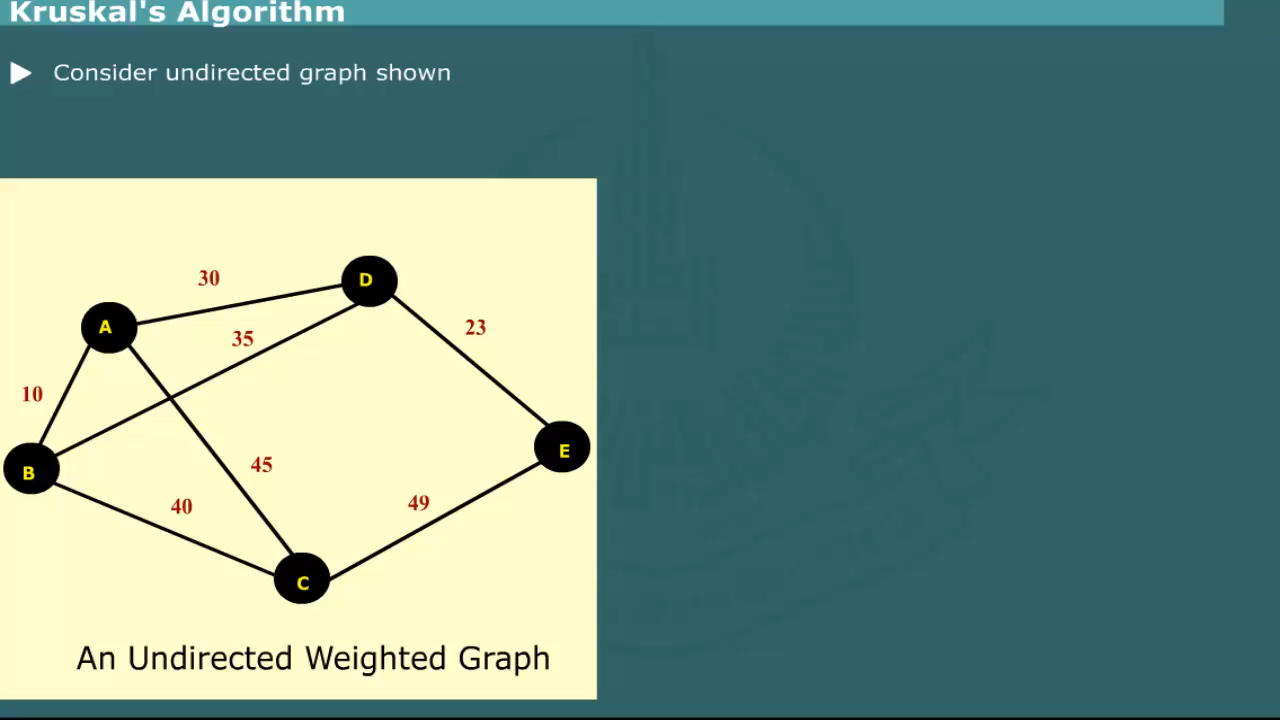 Kruskal's Algorithm
Consider undirected graph shown
30
D
A
35
23
10
B
45
E
40
49
C
An Undirected Weighted Graph